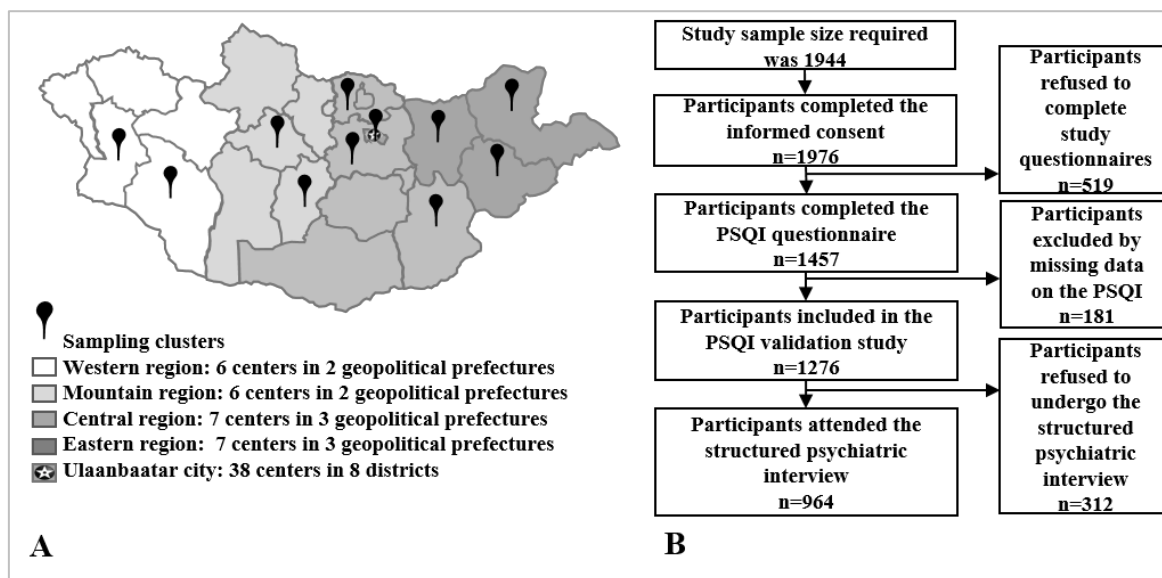 Sampling clusters
Western region: 6 centers in 2 geopolitical prefectures
Mountain region: 6 centers in 2 geopolitical prefectures
Central region: 7 centers in 3 geopolitical prefectures
Eastern region: 7 centers in 3 geopolitical prefectures
Ulaanbaatar city: 38 centers in 8 districts
A
Study sample size required
was 1944
Participants completed the
informed consent
n=1976
Participants
refused to
complete
study
questionnaires
n=519
Participants completed the
PSQI questionnaire
n=1457
Participants
excluded by
missing data
on the PSQI
n=181
Participants included in the
PSQI validation study
n=1276
Participants
refused to
undergo the
structured
psychiatric
interview
n=312
Participants attended the
structured psychiatric
interview
n=964
B